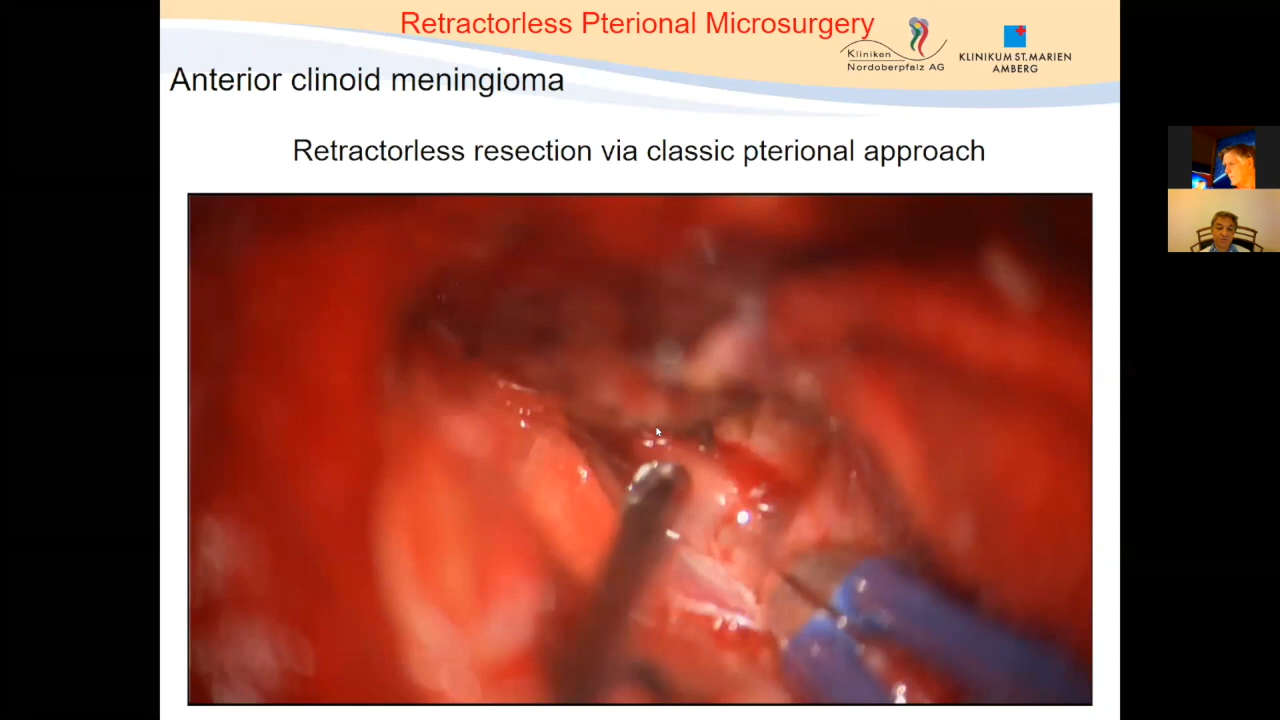 Retractorless Pterional Microsurgery
Kliniken
Nordoberpfalz AG
KLINIKUM ST. MARIEN
AMBERG
Anterior clinoid meningioma
Retractorless resection via classic pterional approach